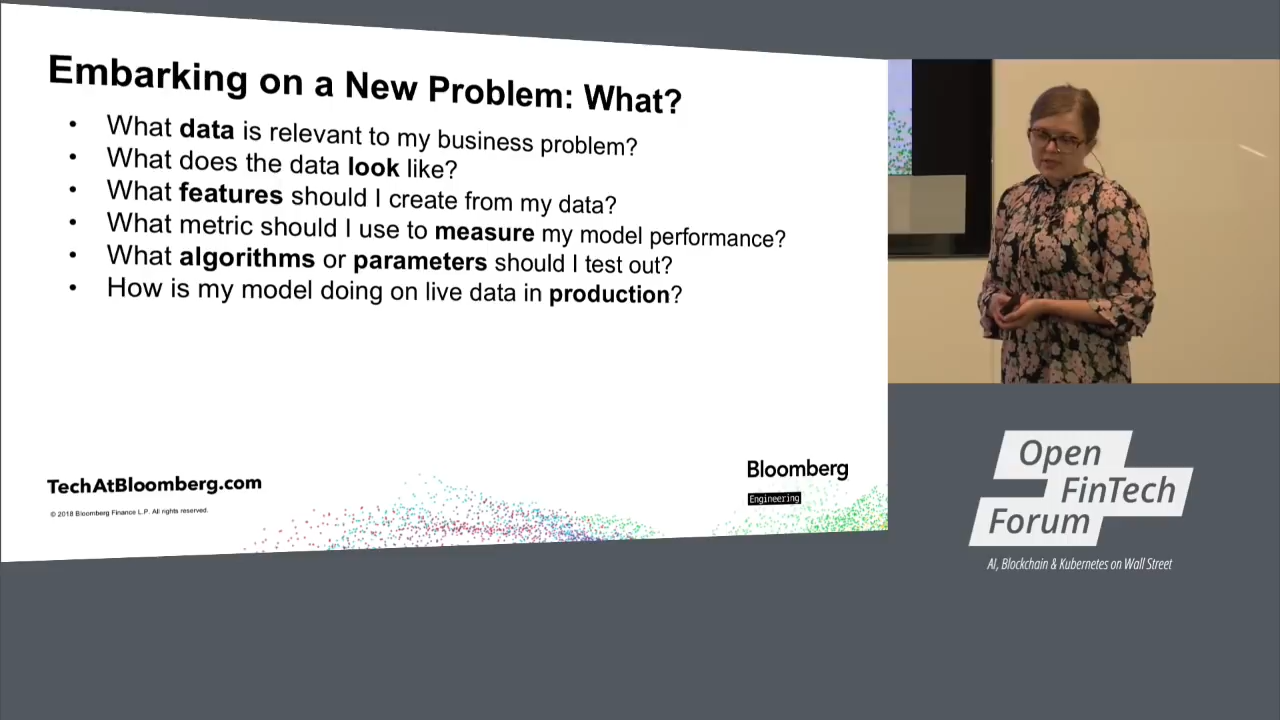 Embarking on a New Problem: What?
• What data is relevant to my business problem?
• What does the data look like?
• What features should I create from my data?
• What metric should I use to measure my model performance?
• What algorithms or parameters should I test out?
• How is my model doing on live data in production?
TechAtBloomberg.com
© 2018 Bloomberg Finance L.P. All rights reserved.
Bloomberg
Engineering
Open
FinTech
Forum
AI, Blockchain & Kubernetes on Wall Street